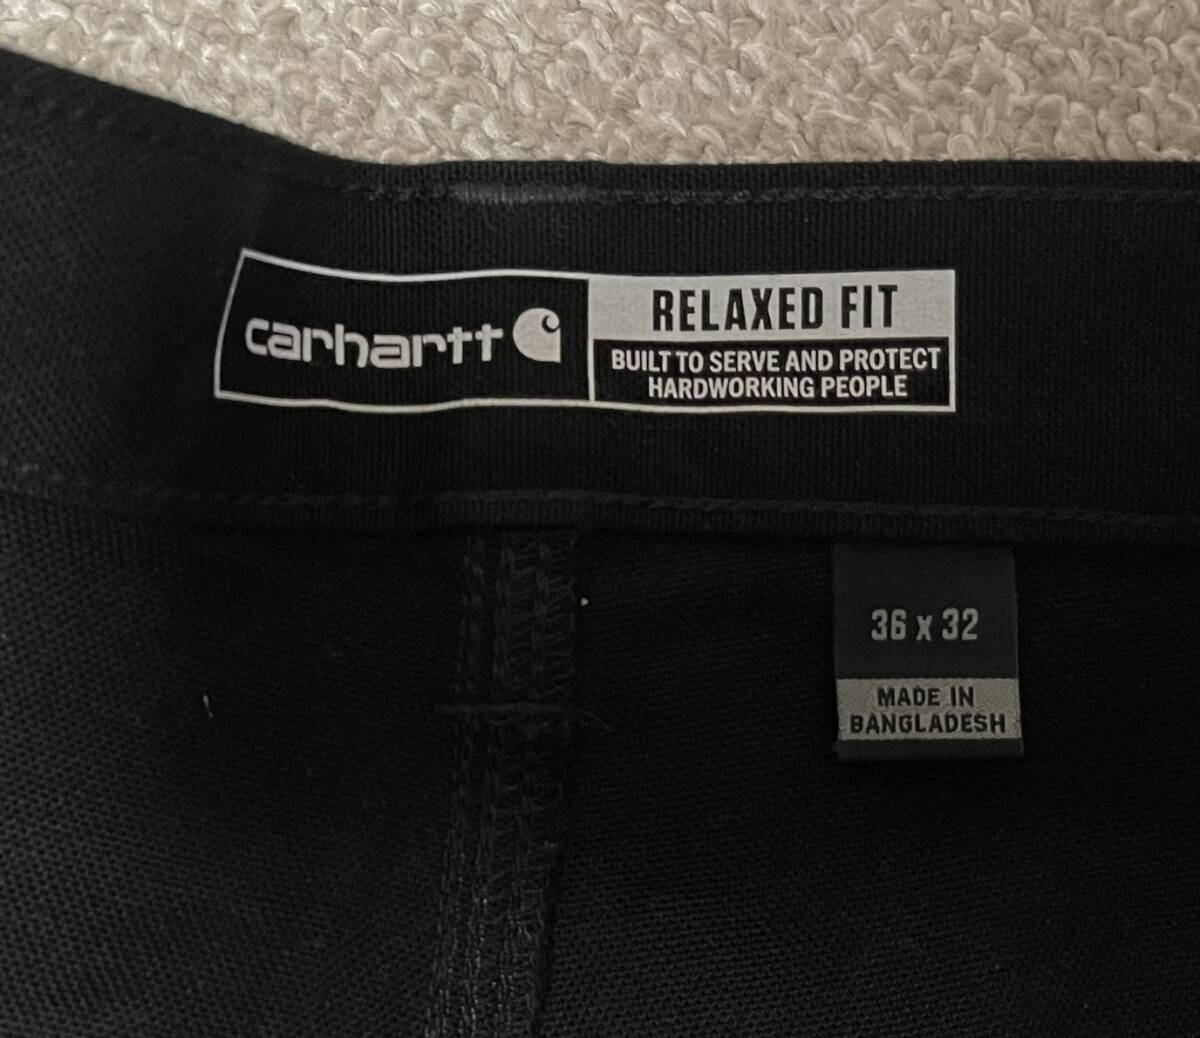 carhartt
RELAXED FIT
BUILT TO SERVE AND PROTECT
HARDWORKING PEOPLE
36 x 32
MADE IN
BANGLADESH